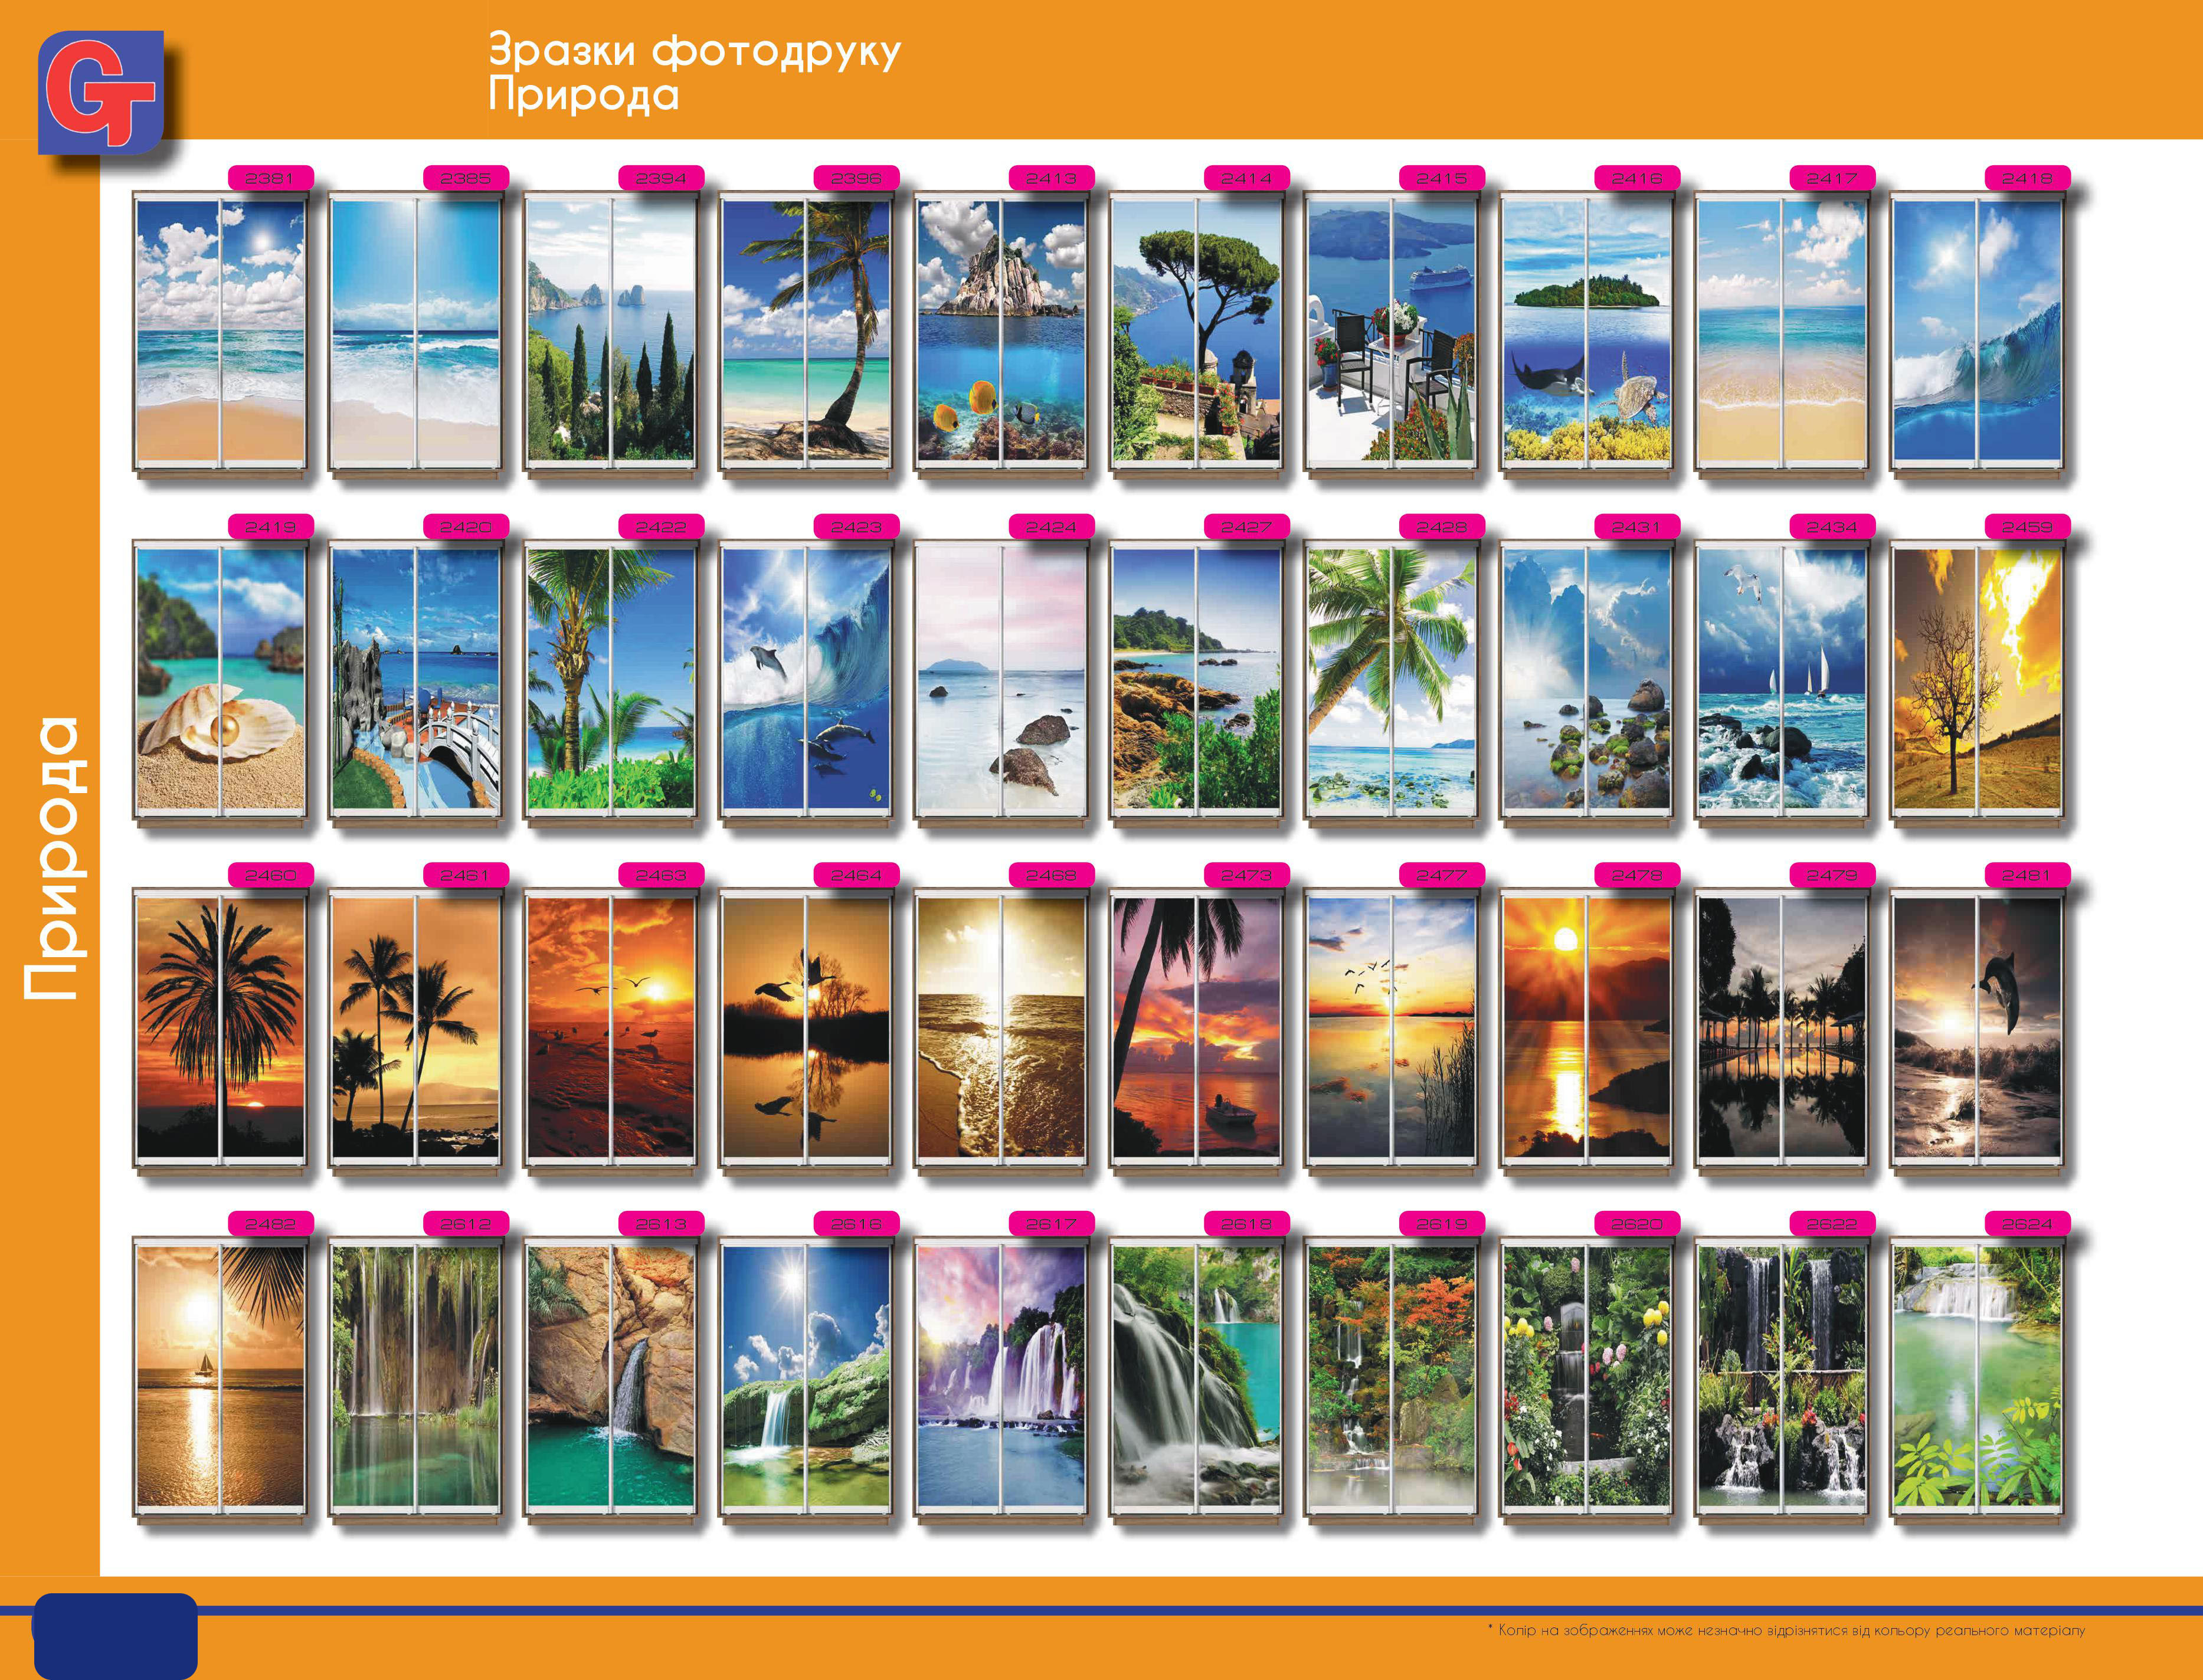 GT
Зразки фотодруку
Природа
2381 2385 2394 2396 2413 2414 2415 2416 2417 2418
2419 2420 2422 2423 2424 2427 2428 2431 2434 2459
Природа
2460 2461 2463 2464 2468 2473 2477 2478 2479 2481
2482 2612 2613 2616 2617 2618 2619 2620 2622 2624
* Колір на зображеннях може незначно відрізнятися від кольору реального матеріалу